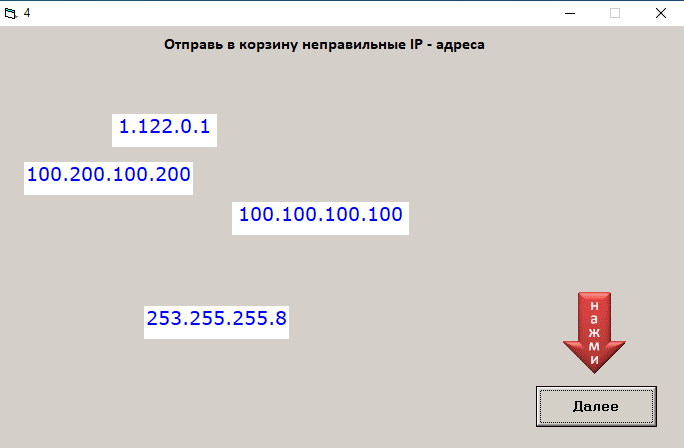 4
Отправь в корзину неправильные IP - адреса
1.122.0.1
100.200.100.200
100.100.100.100
253.255.255.8
нажми
Далее